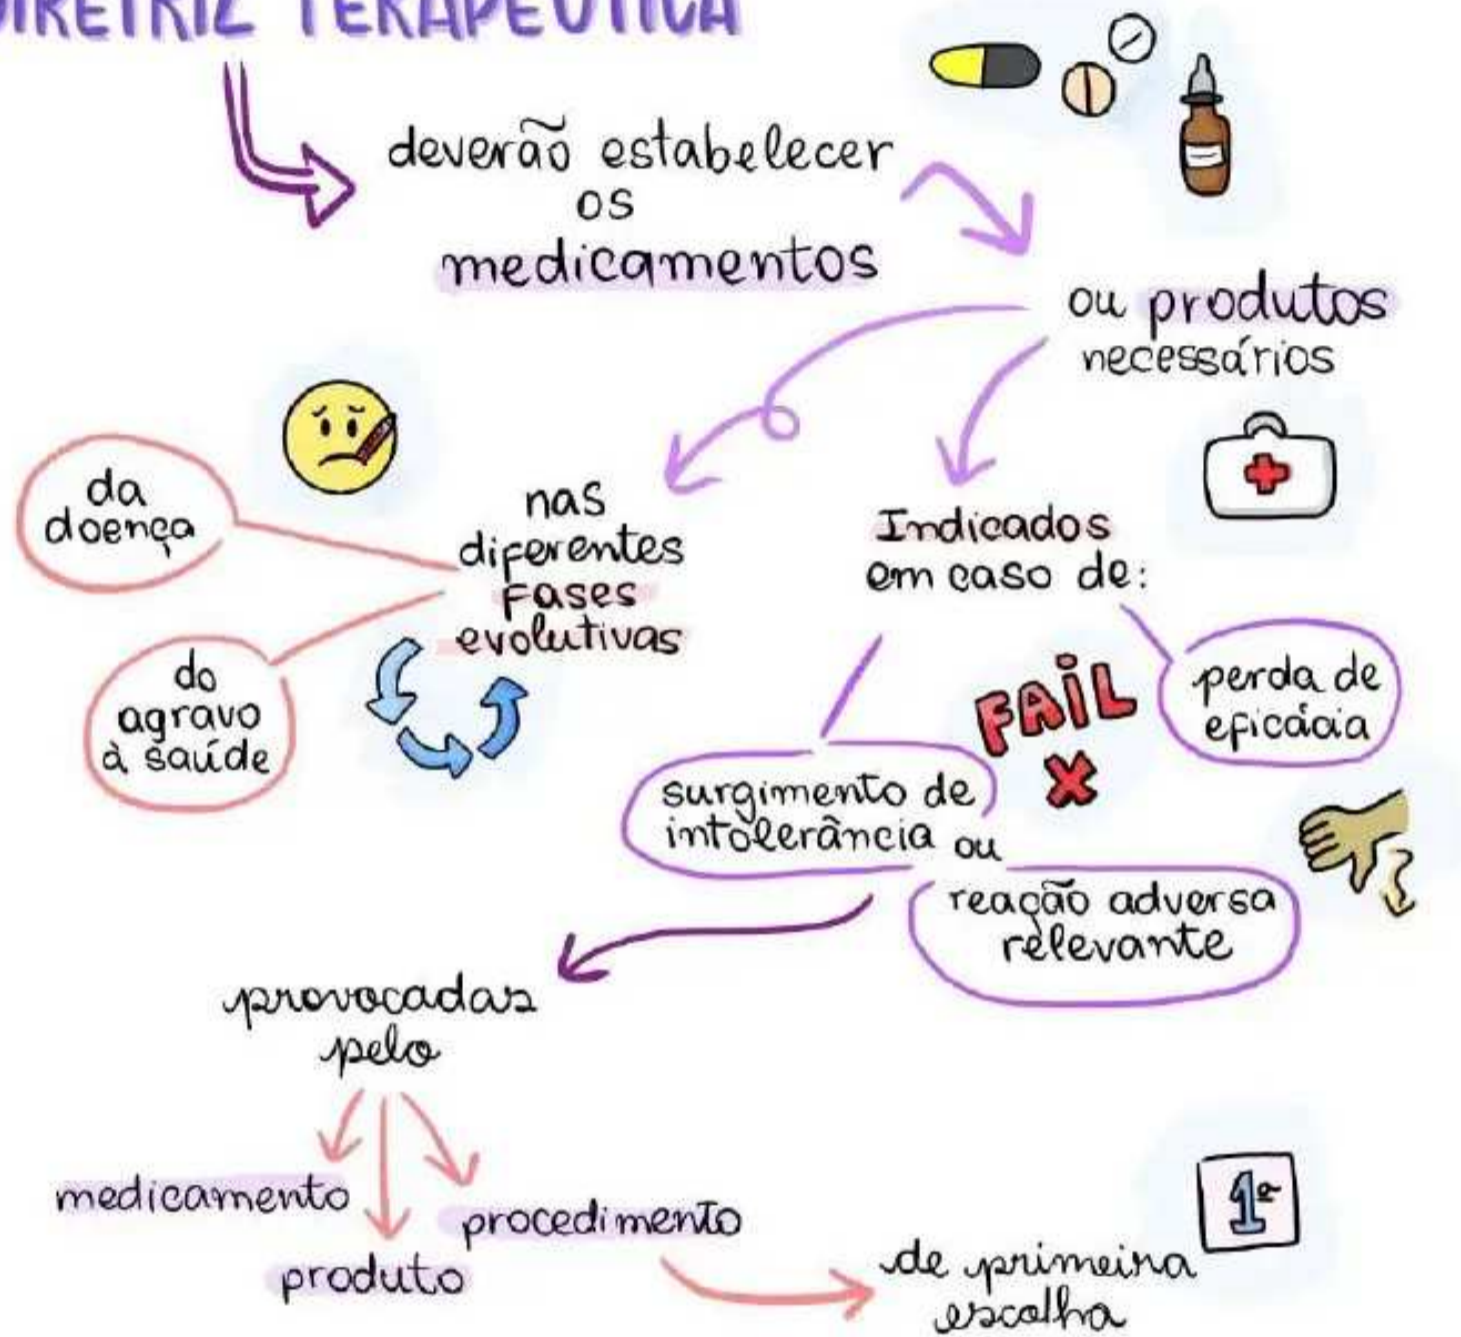 DIRETRIZ TERAPÊUTICA
deverão estabelecer
os
medicamentos
ou produtos
necessários
da
doença
nas
diferentes
Fases
evolutivas
do
agravo
à saúde
Indicados
em caso de:
FAIL
perda de
eficácia
surgimento de
intolerância ou
reação adversa
relevante
provocadas
pelo
medicamento
produto
procedimento
1ª
de primeira
escolha